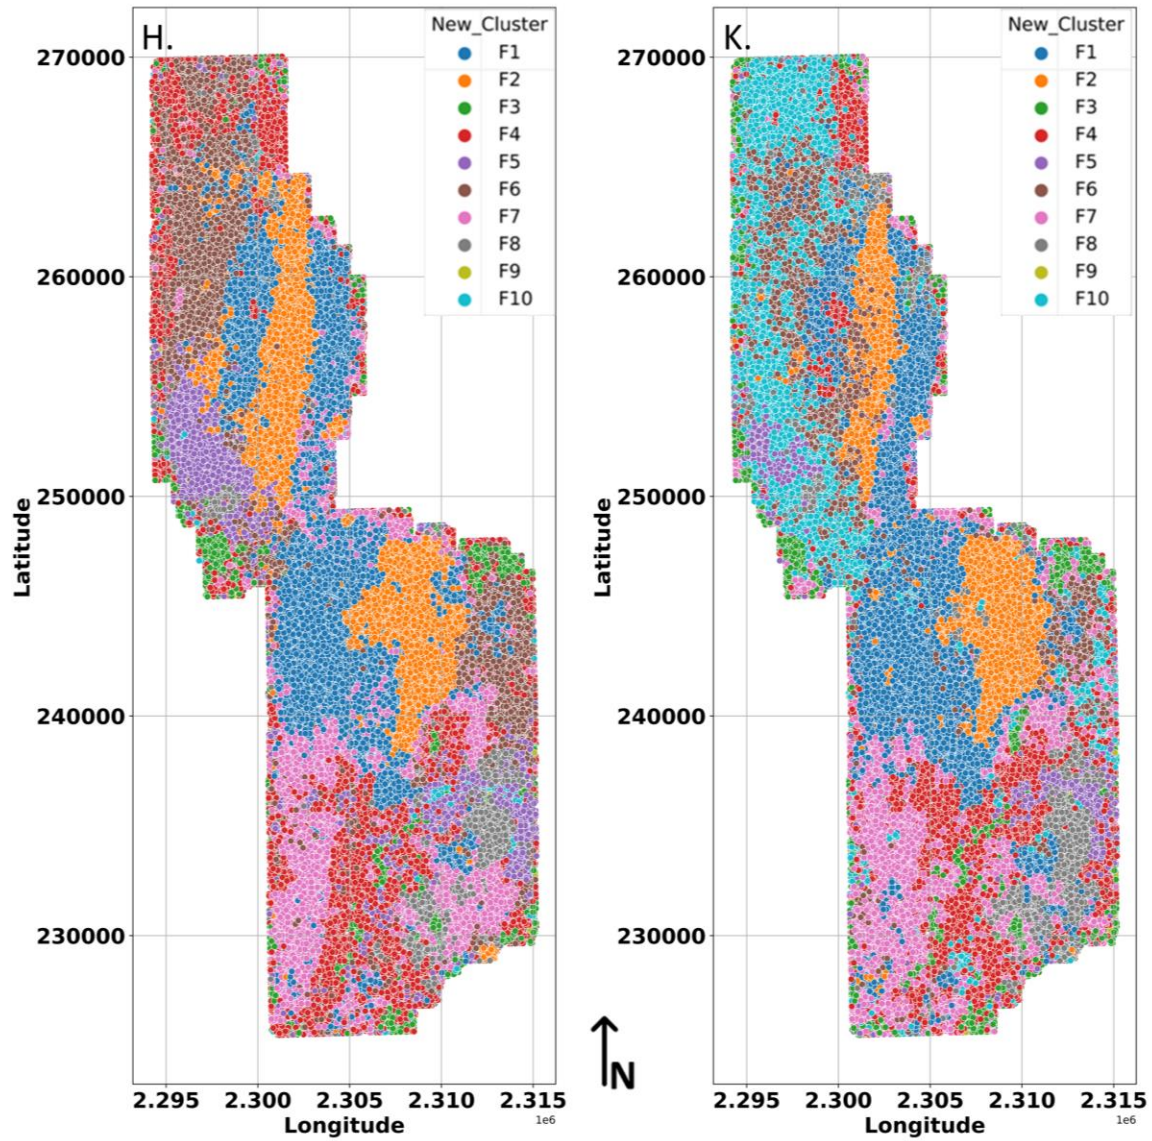 H.
New_Cluster
F1
F2
F3
F4
F5
F6
F7
F8
F9
F10
270000
260000
250000
240000
230000
Latitude
2.295 2.300 2.305 2.310 2.315
1e6
Longitude
N
K.
New_Cluster
F1
F2
F3
F4
F5
F6
F7
F8
F9
F10
270000
260000
250000
240000
230000
Latitude
2.295 2.300 2.305 2.310 2.315
1e6
Longitude